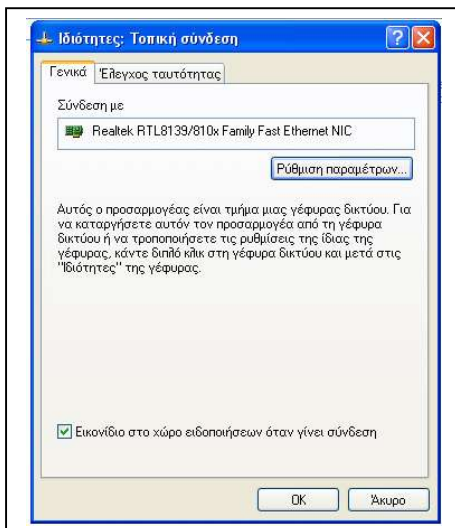 Ιδιότητες: Τοπική σύνδεση
Γενικά Έλεγχος ταυτότητας
Σύνδεση με
Realtek RTL8139/810x Family Fast Ethernet NIC
Ρύθμιση παραμέτρων...
Αυτός ο προσαρμογέας είναι τμήμα μιας γέφυρας δικτύου. Για
να καταργήσετε αυτόν τον προσαρμογέα από τη γέφυρα
δικτύου ή να τροποποιήσετε τις ρυθμίσεις της ίδιας της
γέφυρας, κάντε διπλό κλικ στη γέφυρα δικτύου και μετά στις
"Ιδιότητες" της γέφυρας.
Εικονίδιο στο χώρο ειδοποιήσεων όταν γίνει σύνδεση
OK Άκυρο